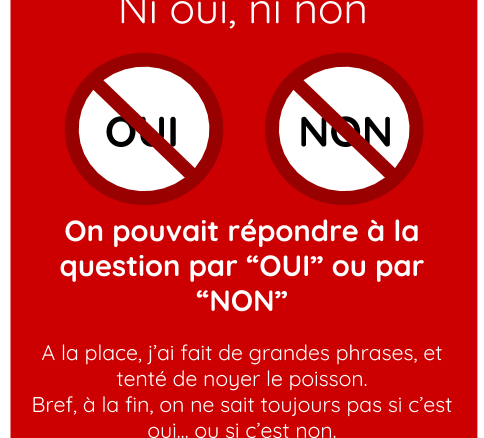 Ni oui, ni non
OUI NON
On pouvait répondre à la
question par “OUI” ou par
“NON”
A la place, j’ai fait de grandes phrases, et
tenté de noyer le poisson.
Bref, à la fin, on ne sait toujours pas si c’est
oui... ou si c’est non.